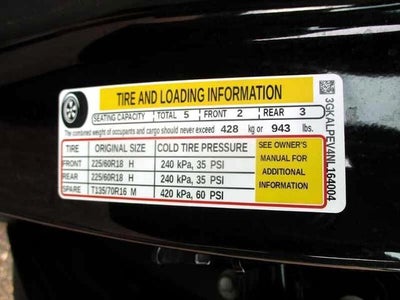 TIRE AND LOADING INFORMATION
SEATING CAPACITY TOTAL 5 FRONT 2 REAR 3
The combined weight of occupants and cargo should never exceed 428 kg or 943 lbs.
TIRE ORIGINAL SIZE COLD TIRE PRESSURE
FRONT 225/60R18 H 240 kPa, 35 PSI
REAR 225/60R18 H 240 kPa, 35 PSI
SPARE T135/70R16 M 420 kPa, 60 PSI
SEE OWNER'S
MANUAL FOR
ADDITIONAL
INFORMATION
3GKALPEV4NL164004